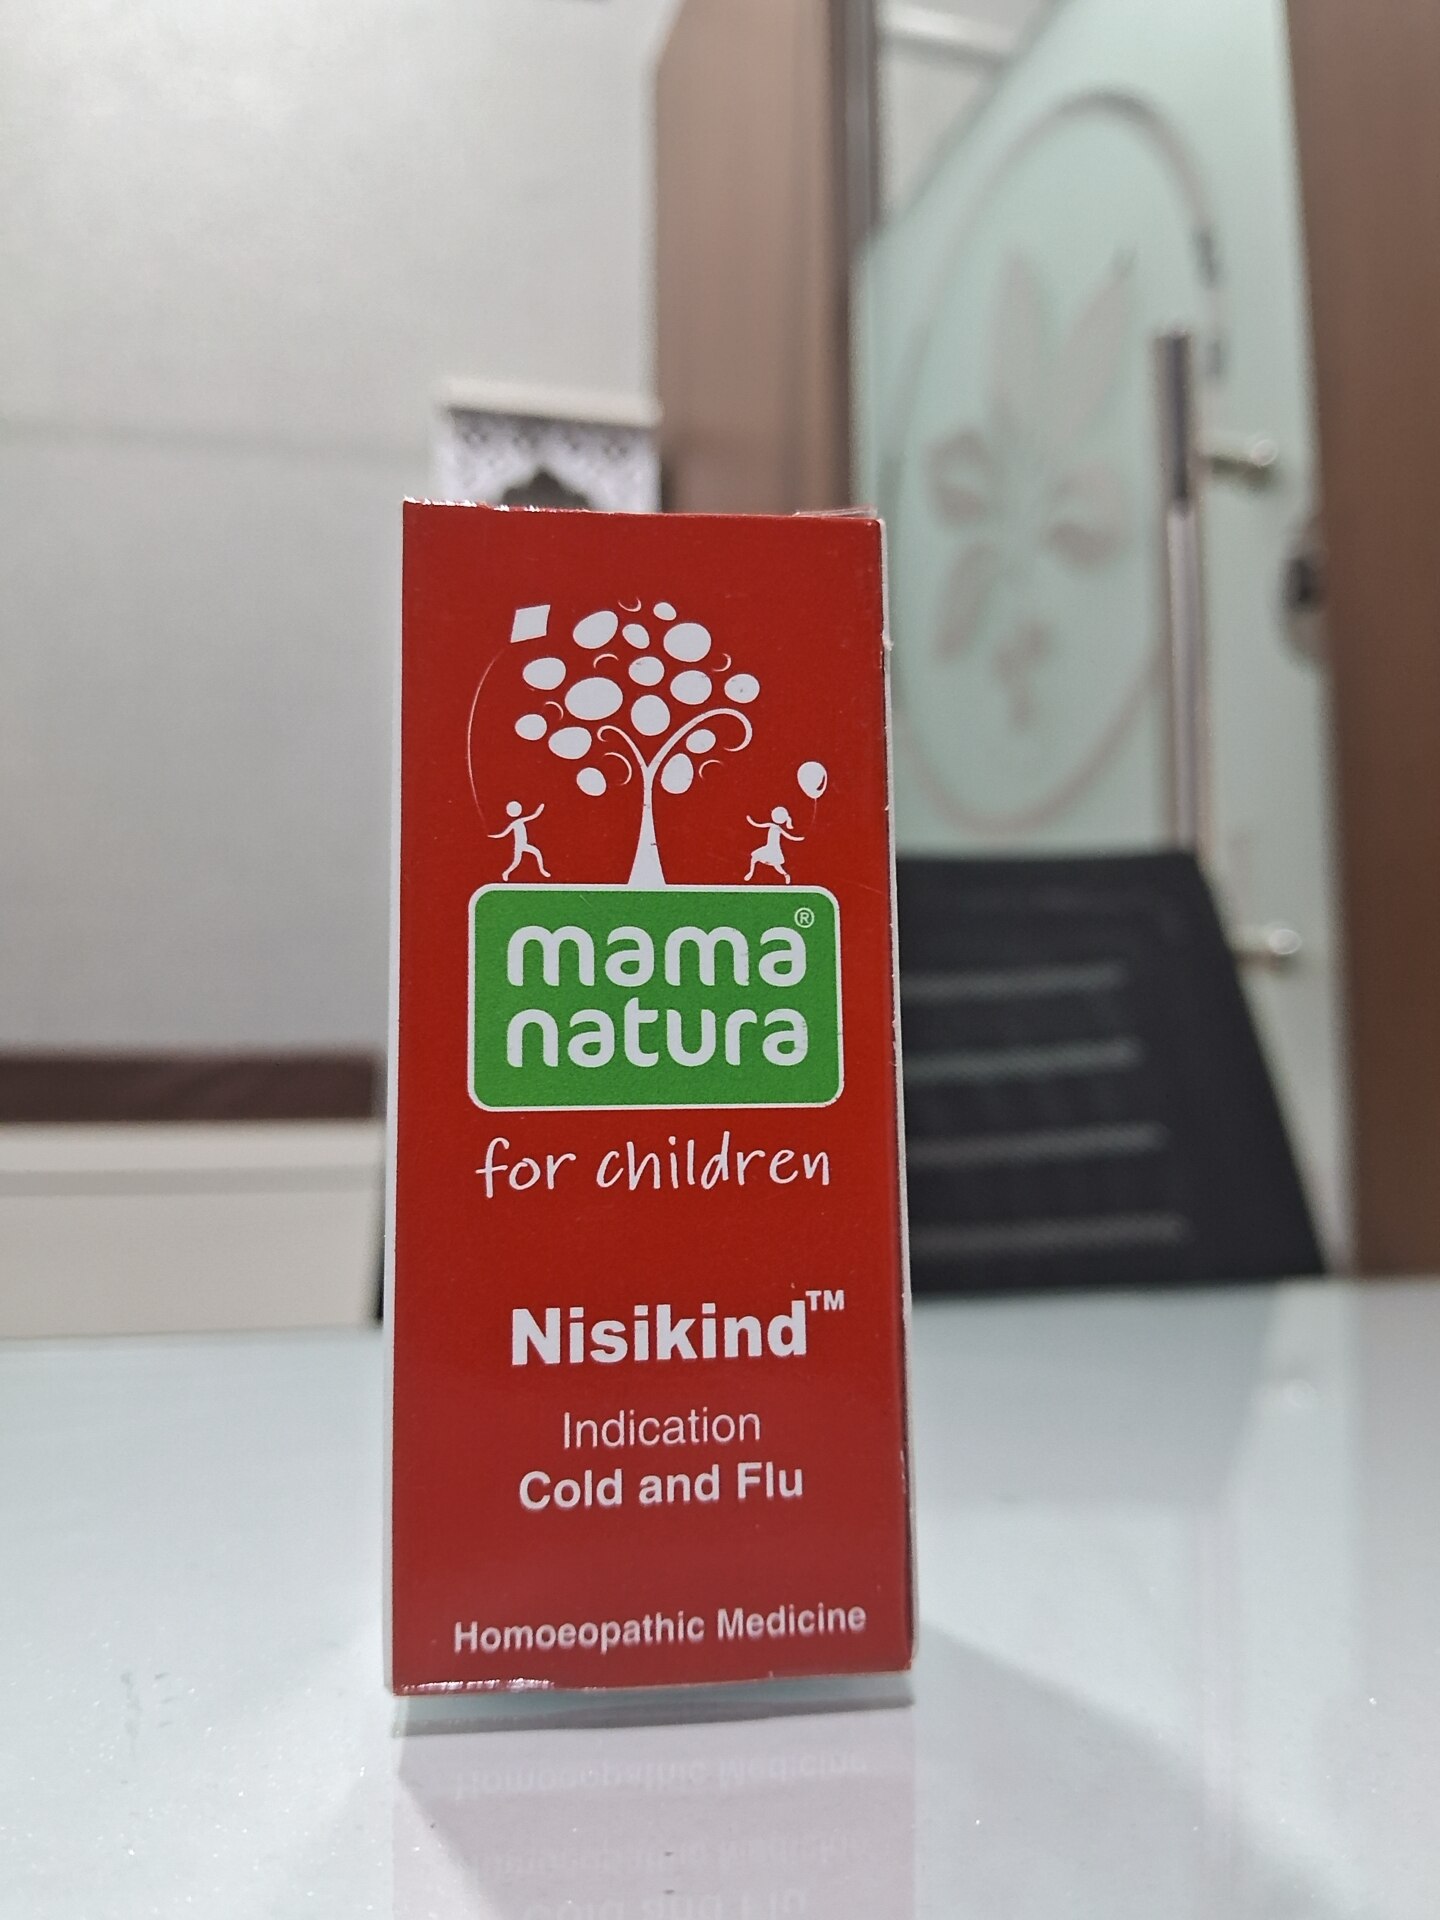 mama®
natura
for children
Nisikind™
Indication
Cold and Flu
Homoeopathic Medicine